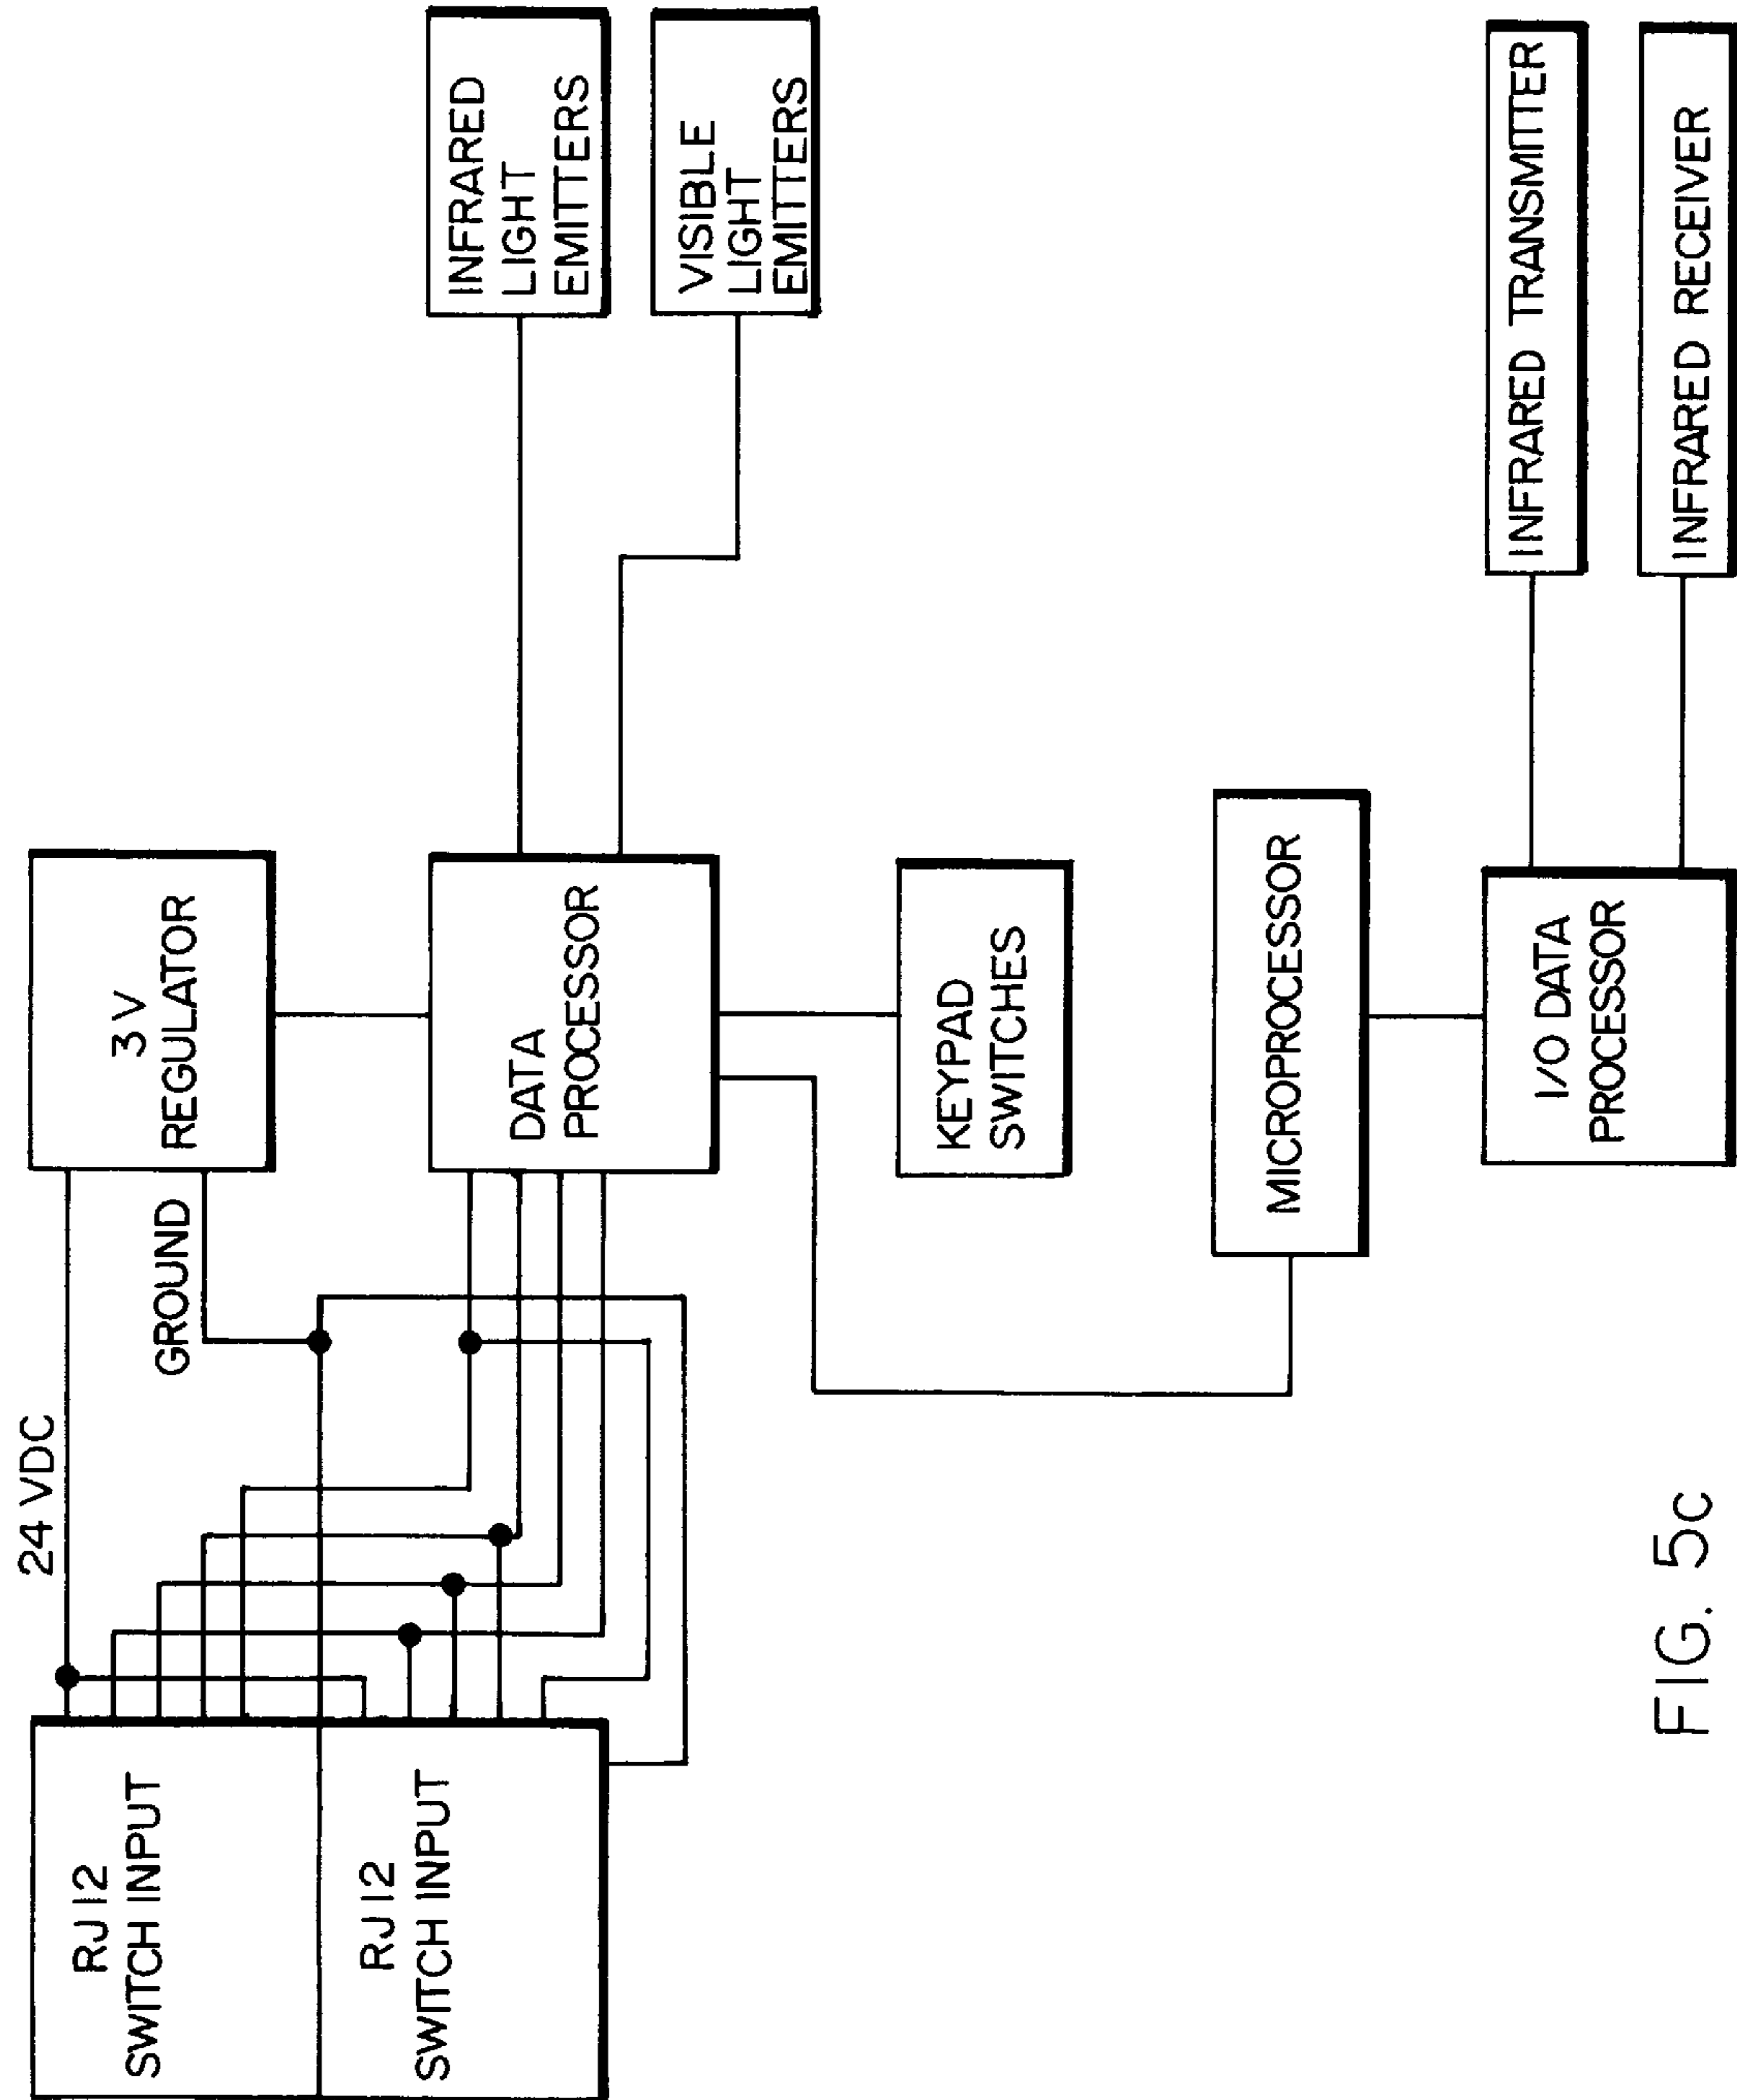 24 VDC
GROUND
RJ12
SWITCH INPUT
RJ12
SWITCH INPUT
3V
REGULATOR
DATA
PROCESSOR
KEYPAD
SWITCHES
MICROPROCESSOR
I/O DATA
PROCESSOR
INFRARED
LIGHT
EMITTERS
VISIBLE
LIGHT
EMITTERS
INFRARED TRANSMITTER
INFRARED RECEIVER
FIG. 5c